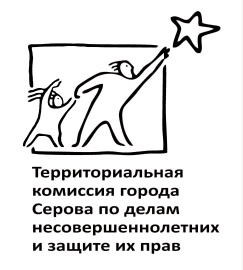 Территориальная
комиссия города
Серова по делам
несовершеннолетних
и защите их прав